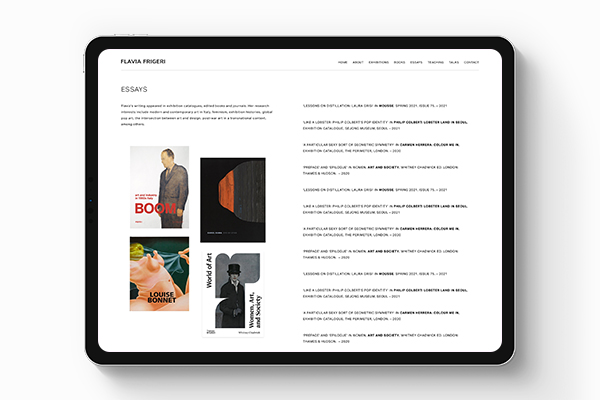 FLAVIA FRIGERI
HOME ABOUT EXHIBITIONS BOOKS ESSAYS TEACHING TALKS CONTACT
ESSAYS
Flavia's writing appeared in exhibition catalogues, edited books and journals. Her research
interests include modern and contemporary art in Italy, feminism, exhibition histories, global
pop art, the intersection between art and design, post-war art in a transnational context,
among others.
art and industry
in 1960s Italy
BOOM
LOUISE
BONNET
World of Art
Women, Art,
and Society
'LESSONS ON DISTILLATION: LAURA GRISI' IN MOUSSE, SPRING 2021, ISSUE 75. – 2021
'LIKE A LOBSTER: PHILIP COLBERT'S POP IDENTITY' IN PHILIP COLBERT: LOBSTER LAND IN SEOUL,
EXHIBITION CATALOGUE, SEJONG MUSEUM, SEOUL – 2021
'A PARTICULAR SEXY SORT OF GEOMETRIC SYMMETRY' IN CARMEN HERRERA: COLOUR ME IN,
EXHIBITION CATALOGUE, THE PERIMETER, LONDON. – 2020
'PREFACE' AND 'EPILOGUE' IN WOMEN, ART AND SOCIETY, WHITNEY CHADWICK ED. LONDON:
THAMES & HUDSON. – 2020
'LESSONS ON DISTILLATION: LAURA GRISI' IN MOUSSE, SPRING 2021, ISSUE 75. – 2021
'LIKE A LOBSTER: PHILIP COLBERT'S POP IDENTITY' IN PHILIP COLBERT: LOBSTER LAND IN SEOUL,
EXHIBITION CATALOGUE, SEJONG MUSEUM, SEOUL – 2021
'A PARTICULAR SEXY SORT OF GEOMETRIC SYMMETRY' IN CARMEN HERRERA: COLOUR ME IN,
EXHIBITION CATALOGUE, THE PERIMETER, LONDON. – 2020
'PREFACE' AND 'EPILOGUE' IN WOMEN, ART AND SOCIETY, WHITNEY CHADWICK ED. LONDON:
THAMES & HUDSON. – 2020
'LESSONS ON DISTILLATION: LAURA GRISI' IN MOUSSE, SPRING 2021, ISSUE 75. – 2021
'LIKE A LOBSTER: PHILIP COLBERT'S POP IDENTITY' IN PHILIP COLBERT: LOBSTER LAND IN SEOUL,
EXHIBITION CATALOGUE, SEJONG MUSEUM, SEOUL – 2021
'A PARTICULAR SEXY SORT OF GEOMETRIC SYMMETRY' IN CARMEN HERRERA: COLOUR ME IN,
EXHIBITION CATALOGUE, THE PERIMETER, LONDON. – 2020
'PREFACE' AND 'EPILOGUE' IN WOMEN, ART AND SOCIETY, WHITNEY CHADWICK ED. LONDON:
THAMES & HUDSON. – 2020